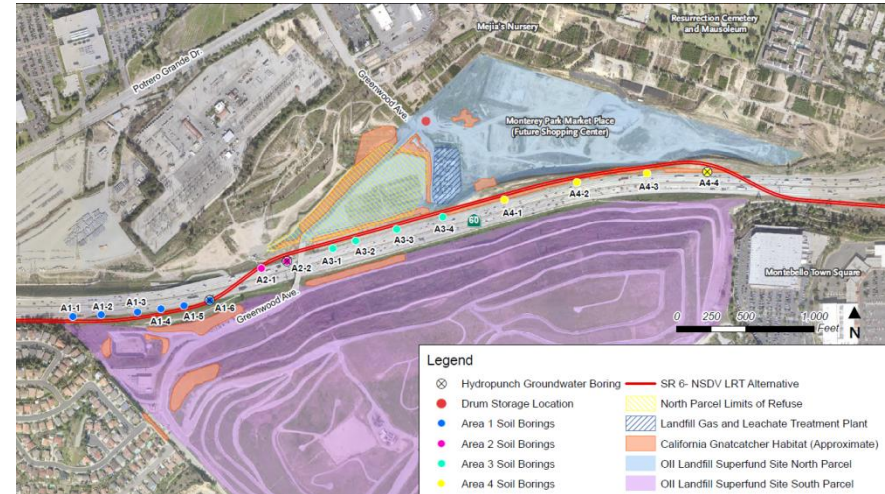 Mejia's Nursery
Resurrection Cemetery
and Mausoleum
Potrero Grande Dr.
Greenwood Ave.
Monterey Park Market Place
(Future Shopping Center)
A4-4
A4-3
A4-2
A4-1
60
A3-4
A3-3
A3-2
A3-1
A2-2
A2-1
A1-1
A1-2
A1-3
A1-4
A1-5
A1-6
Greenwood Ave.
Montebello Town Square
0 250 500 1,000
Feet
N
Legend
Hydropunch Groundwater Boring
Drum Storage Location
Area 1 Soil Borings
Area 2 Soil Borings
Area 3 Soil Borings
Area 4 Soil Borings
SR 6- NSDV LRT Alternative
North Parcel Limits of Refuse
Landfill Gas and Leachate Treatment Plant
California Gnatcatcher Habitat (Approximate)
OII Landfill Superfund Site North Parcel
OII Landfill Superfund Site South Parcel